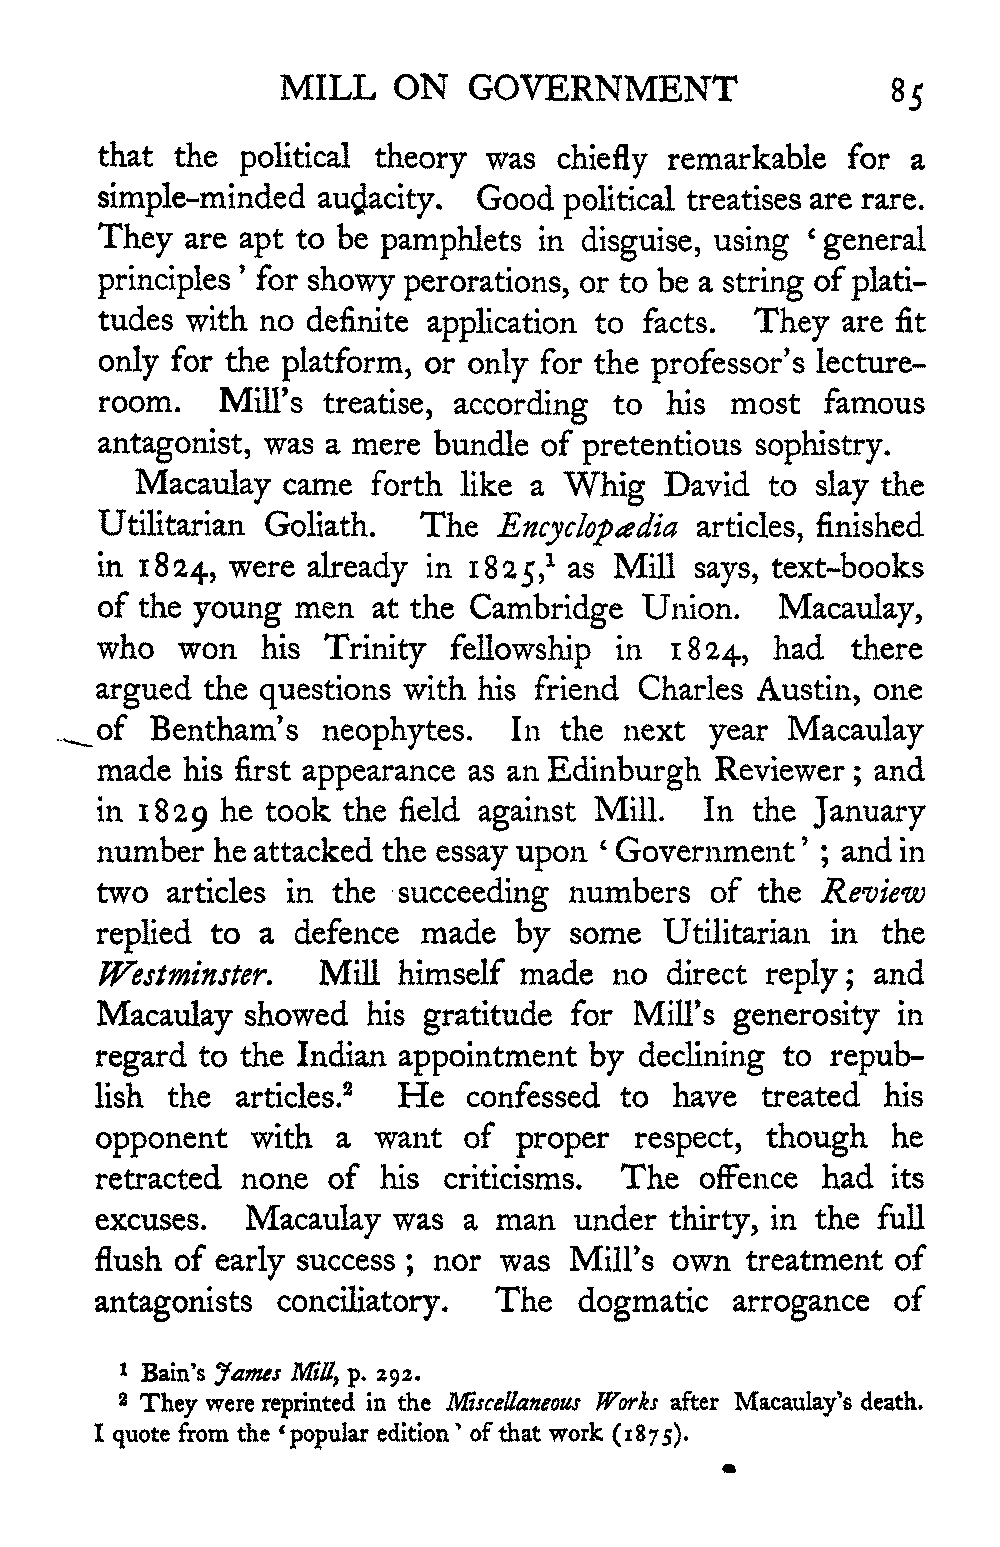 MILL ON GOVERNMENT 85
that the political theory was chiefly remarkable for a
simple-minded audacity. Good political treatises are rare.
They are apt to be pamphlets in disguise, using ‘general
principles’ for showy perorations, or to be a string of plati-
tudes with no definite application to facts. They are fit
only for the platform, or only for the professor’s lecture-
room. Mill’s treatise, according to his most famous
antagonist, was a mere bundle of pretentious sophistry.
Macaulay came forth like a Whig David to slay the
Utilitarian Goliath. The Encyclopædia articles, finished
in 1824, were already in 1825,¹ as Mill says, text-books
of the young men at the Cambridge Union. Macaulay,
who won his Trinity fellowship in 1824, had there
argued the questions with his friend Charles Austin, one
of Bentham’s neophytes. In the next year Macaulay
made his first appearance as an Edinburgh Reviewer; and
in 1829 he took the field against Mill. In the January
number he attacked the essay upon ‘Government’; and in
two articles in the succeeding numbers of the Review
replied to a defence made by some Utilitarian in the
Westminster. Mill himself made no direct reply; and
Macaulay showed his gratitude for Mill’s generosity in
regard to the Indian appointment by declining to repub-
lish the articles.² He confessed to have treated his
opponent with a want of proper respect, though he
retracted none of his criticisms. The offence had its
excuses. Macaulay was a man under thirty, in the full
flush of early success; nor was Mill’s own treatment of
antagonists conciliatory. The dogmatic arrogance of
¹ Bain’s James Mill, p. 292.
² They were reprinted in the Miscellaneous Works after Macaulay’s death.
I quote from the ‘popular edition’ of that work (1875).